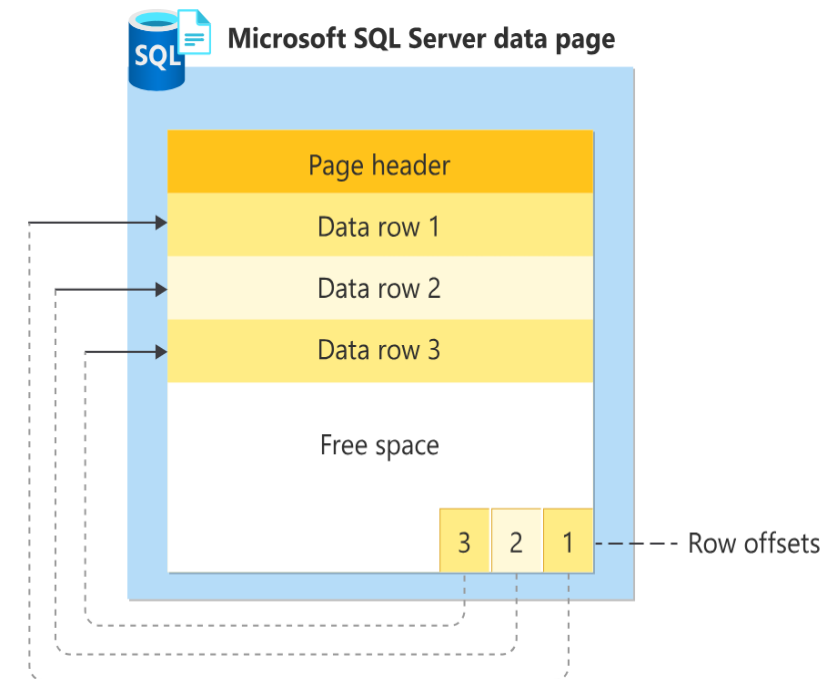 SQL
Microsoft SQL Server data page
Page header
Data row 1
Data row 2
Data row 3
Free space
3 2 1
Row offsets